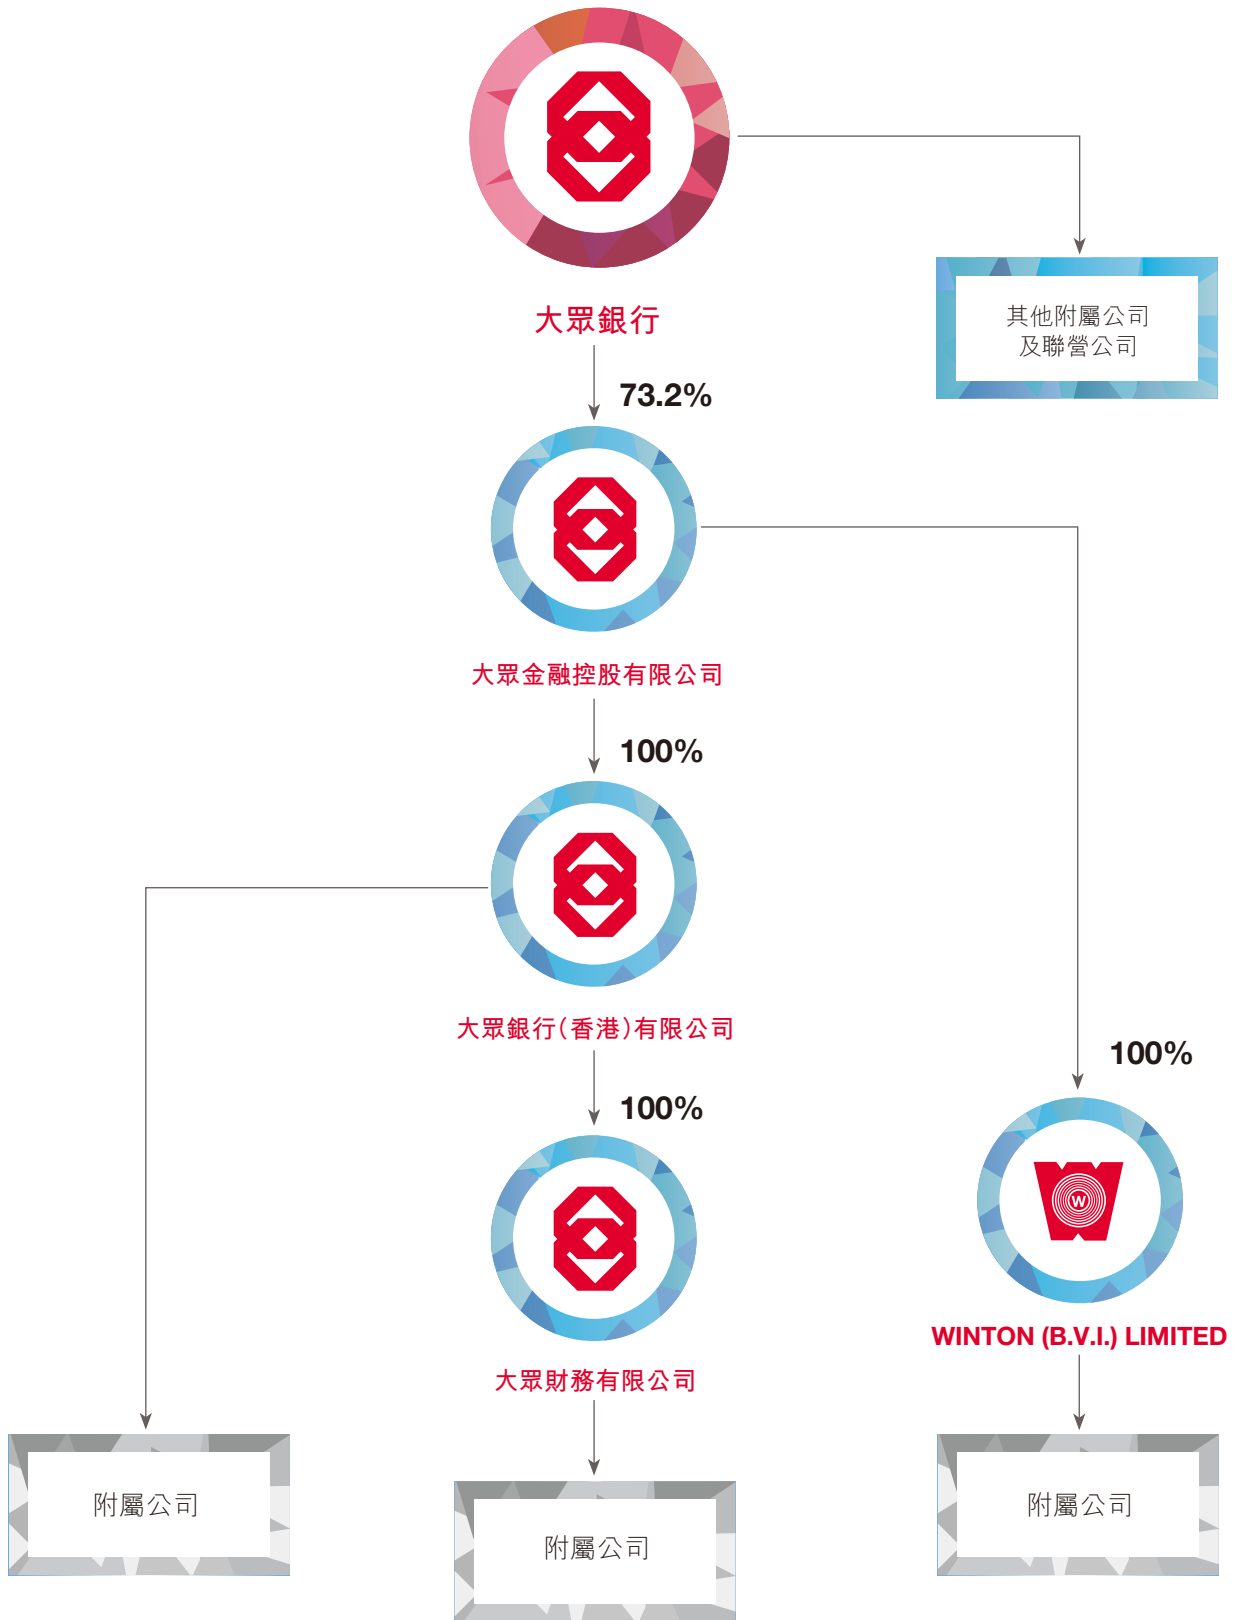 大眾銀行
其他附屬公司
及聯營公司
73.2%
大眾金融控股有限公司
100%
大眾銀行(香港)有限公司
100%
100%
W
WINTON (B.V.I.) LIMITED
大眾財務有限公司
附屬公司
附屬公司
附屬公司